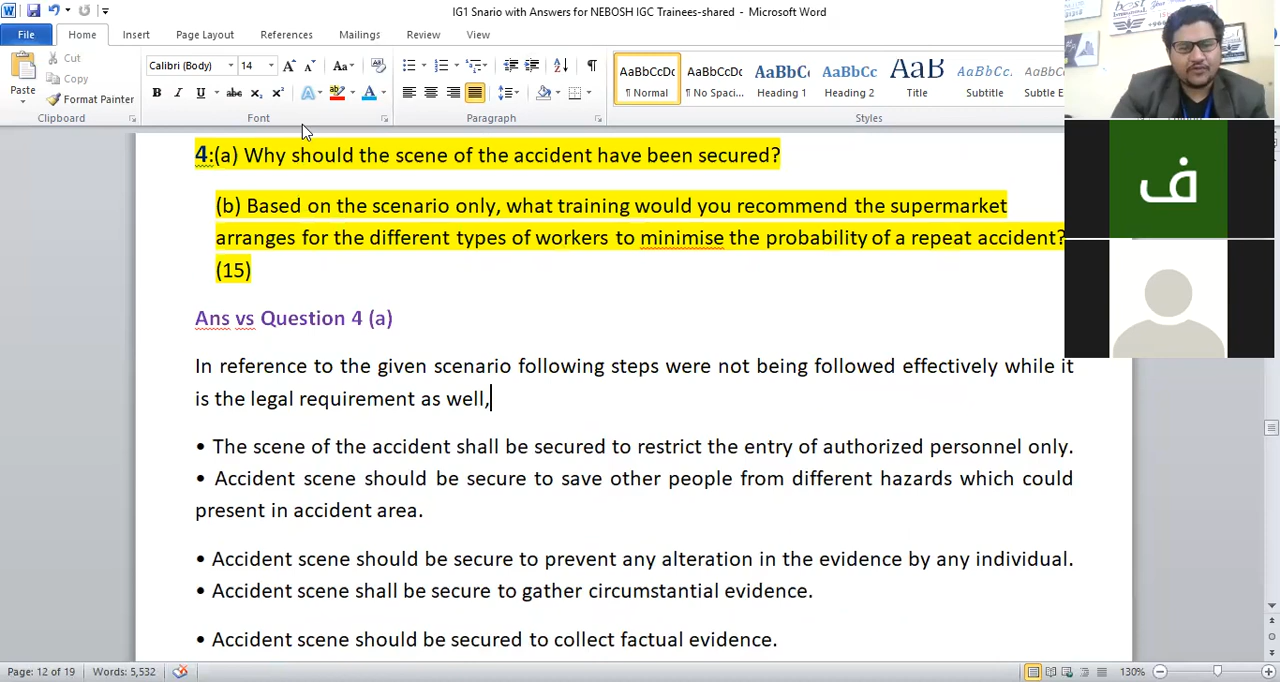 IG1 Snario with Answers for NEBOSH IGC Trainees-shared - Microsoft Word
File Home Insert Page Layout References Mailings Review View
Paste
Cut
Copy
Format Painter
Clipboard
Calibri (Body) 14
Font
Paragraph
AaBbCcDc AaBbCcDc AaBbCc AaBbCc AaB AaBbCc. AaBbCc
¶ Normal ¶ No Spaci... Heading 1 Heading 2 Title Subtitle Subtle E
Styles
4:(a) Why should the scene of the accident have been secured?
(b) Based on the scenario only, what training would you recommend the supermarket
arranges for the different types of workers to minimise the probability of a repeat accident?
(15)
Ans vs Question 4 (a)
In reference to the given scenario following steps were not being followed effectively while it
is the legal requirement as well,
• The scene of the accident shall be secured to restrict the entry of authorized personnel only.
• Accident scene should be secure to save other people from different hazards which could
present in accident area.
• Accident scene should be secure to prevent any alteration in the evidence by any individual.
• Accident scene shall be secure to gather circumstantial evidence.
• Accident scene should be secured to collect factual evidence.
ف
Page: 12 of 19 Words: 5,532 130%